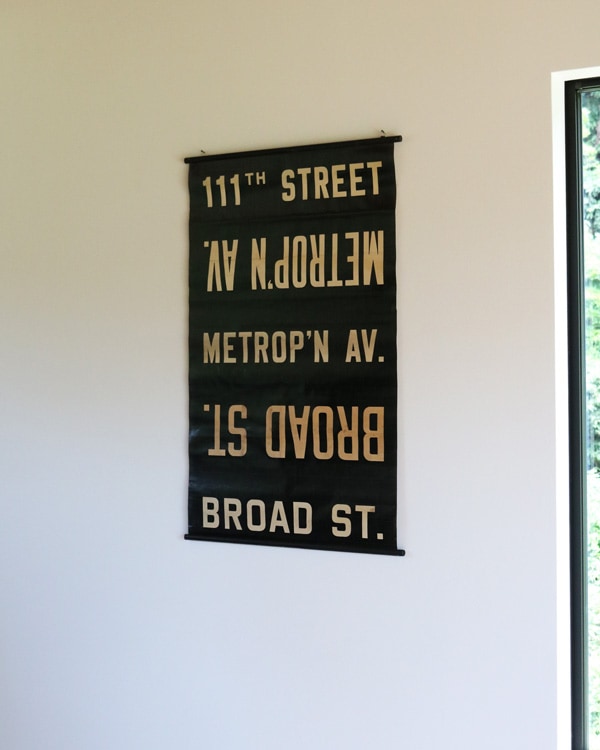 111TH STREET
METROP'N AV.
METROP'N AV.
BROAD ST.
BROAD ST.